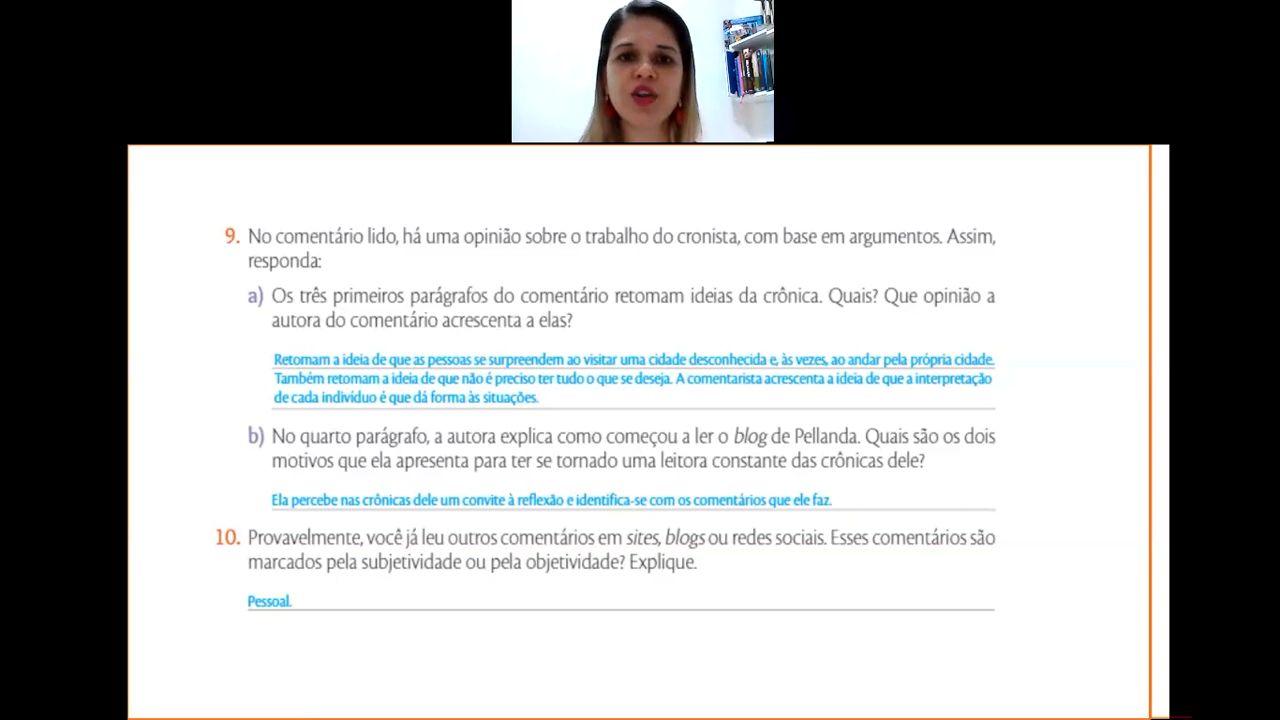 9. No comentário lido, há uma opinião sobre o trabalho do cronista, com base em argumentos. Assim,
responda:
a) Os três primeiros parágrafos do comentário retomam ideias da crônica. Quais? Que opinião a
autora do comentário acrescenta a elas?
Retomam a ideia de que as pessoas se surpreendem ao visitar uma cidade desconhecida e, às vezes, ao andar pela própria cidade.
Também retomam a ideia de que não é preciso ter tudo o que se deseja. A comentarista acrescenta a ideia de que a interpretação
de cada indivíduo é que dá forma às situações.
b) No quarto parágrafo, a autora explica como começou a ler o blog de Pellanda. Quais são os dois
motivos que ela apresenta para ter se tornado uma leitora constante das crônicas dele?
Ela percebe nas crônicas dele um convite à reflexão e identifica-se com os comentários que ele faz.
10. Provavelmente, você já leu outros comentários em sites, blogs ou redes sociais. Esses comentários são
marcados pela subjetividade ou pela objetividade? Explique.
Pessoal.